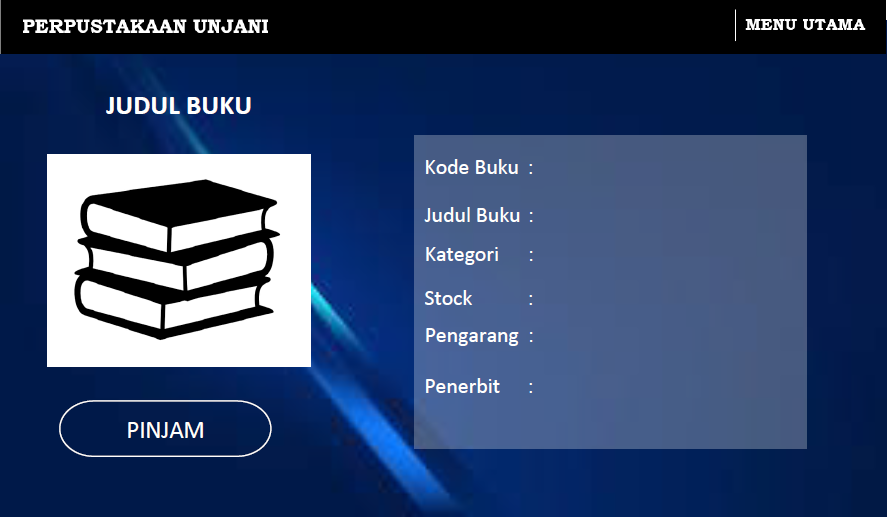 PERPUSTAKAAN UNJANI
MENU UTAMA
JUDUL BUKU
PINJAM
Kode Buku :
Judul Buku :
Kategori :
Stock :
Pengarang :
Penerbit :